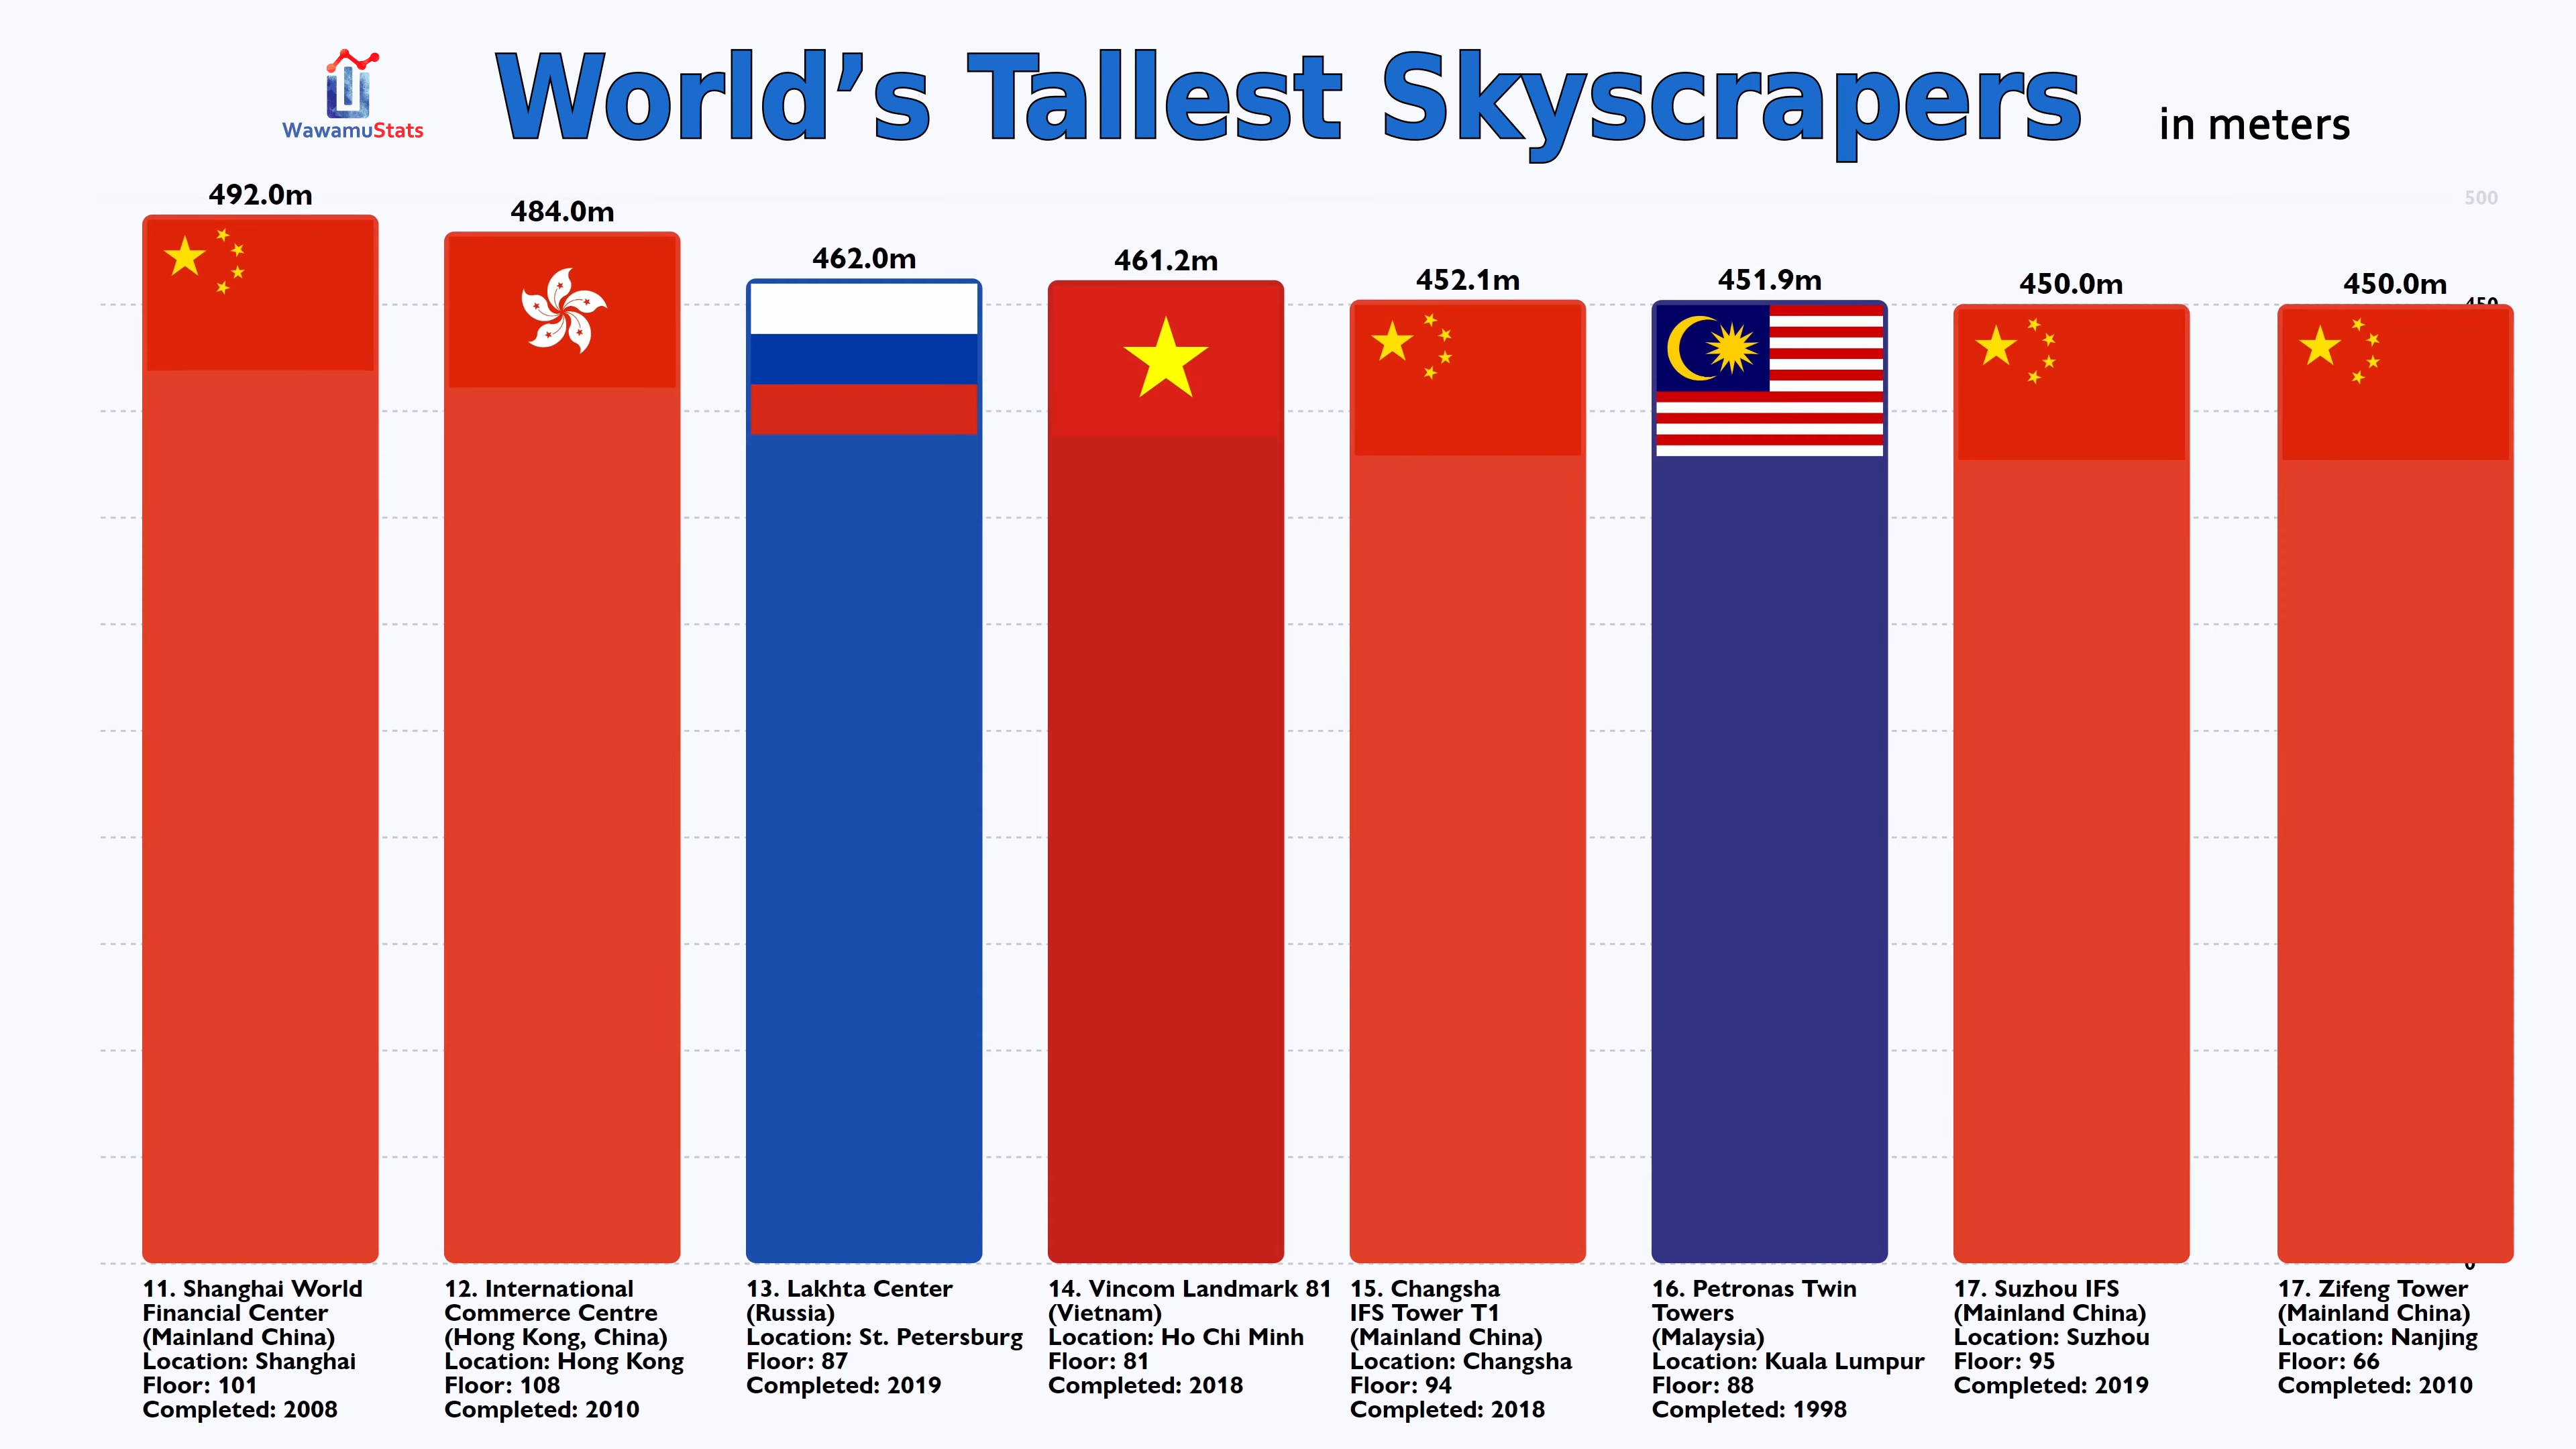 WawamuStats
World's Tallest Skyscrapers
in meters
500
492.0m
484.0m
462.0m
461.2m
452.1m
451.9m
450.0m
450.0m
450
0
11. Shanghai World
Financial Center
(Mainland China)
Location: Shanghai
Floor: 101
Completed: 2008
12. International
Commerce Centre
(Hong Kong, China)
Location: Hong Kong
Floor: 108
Completed: 2010
13. Lakhta Center
(Russia)
Location: St. Petersburg
Floor: 87
Completed: 2019
14. Vincom Landmark 81
(Vietnam)
Location: Ho Chi Minh
Floor: 81
Completed: 2018
15. Changsha
IFS Tower T1
(Mainland China)
Location: Changsha
Floor: 94
Completed: 2018
16. Petronas Twin
Towers
(Malaysia)
Location: Kuala Lumpur
Floor: 88
Completed: 1998
17. Suzhou IFS
(Mainland China)
Location: Suzhou
Floor: 95
Completed: 2019
17. Zifeng Tower
(Mainland China)
Location: Nanjing
Floor: 66
Completed: 2010